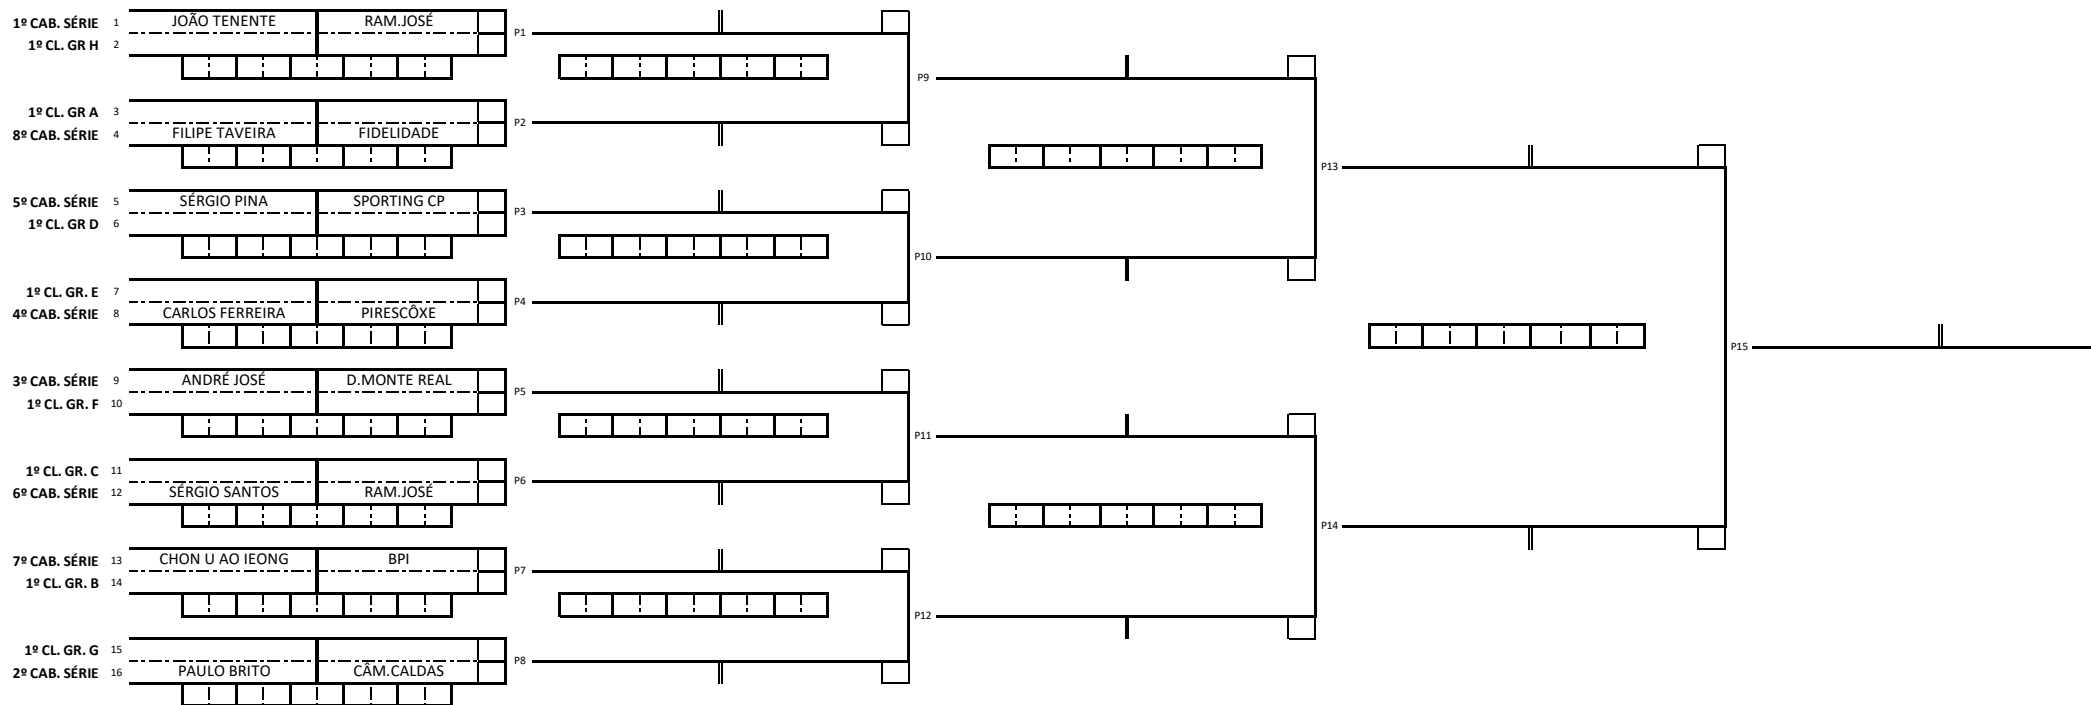 1º CAB. SÉRIE 1 JOÃO TENENTE RAM.JOSÉ
1º CL. GR H 2
P1
1º CL. GR A 3
8º CAB. SÉRIE 4 FILIPE TAVEIRA FIDELIDADE
P2
P9
5º CAB. SÉRIE 5 SÉRGIO PINA SPORTING CP
1º CL. GR D 6
P3
1º CL. GR. E 7
4º CAB. SÉRIE 8 CARLOS FERREIRA PIRESCÔXE
P4
P10
P13
3º CAB. SÉRIE 9 ANDRÉ JOSÉ D.MONTE REAL
1º CL. GR. F 10
P5
1º CL. GR. C 11
6º CAB. SÉRIE 12 SÉRGIO SANTOS RAM.JOSÉ
P6
P11
7º CAB. SÉRIE 13 CHON U AO IEONG BPI
1º CL. GR. B 14
P7
1º CL. GR. G 15
2º CAB. SÉRIE 16 PAULO BRITO CÂM.CALDAS
P8
P12
P14
P15